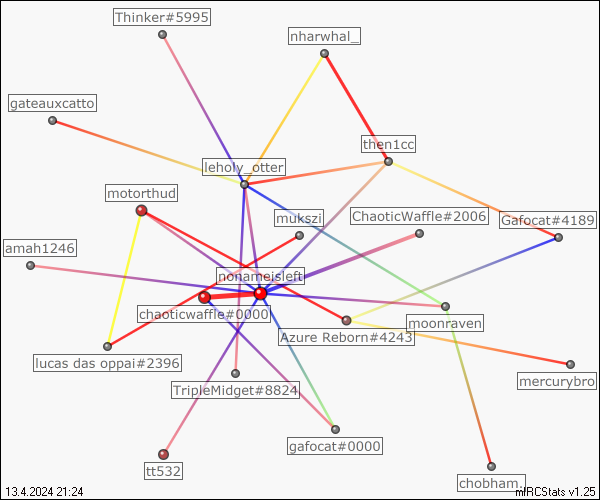 Thinker#5995
nharwhal_
gateauxcatto
then1cc
leholy_otter
motorthud
mukszi
ChaoticWaffle#2006
Gafocat#4189
amah1246
nonameisleft
chaoticwaffle#0000
moonraven
Azure Reborn#4243
lucas das oppai#2396
mercurybro
TripleMidget#8824
gafocat#0000
tt532
chobham.
13.4.2024 21:24
mIRCStats v1.25